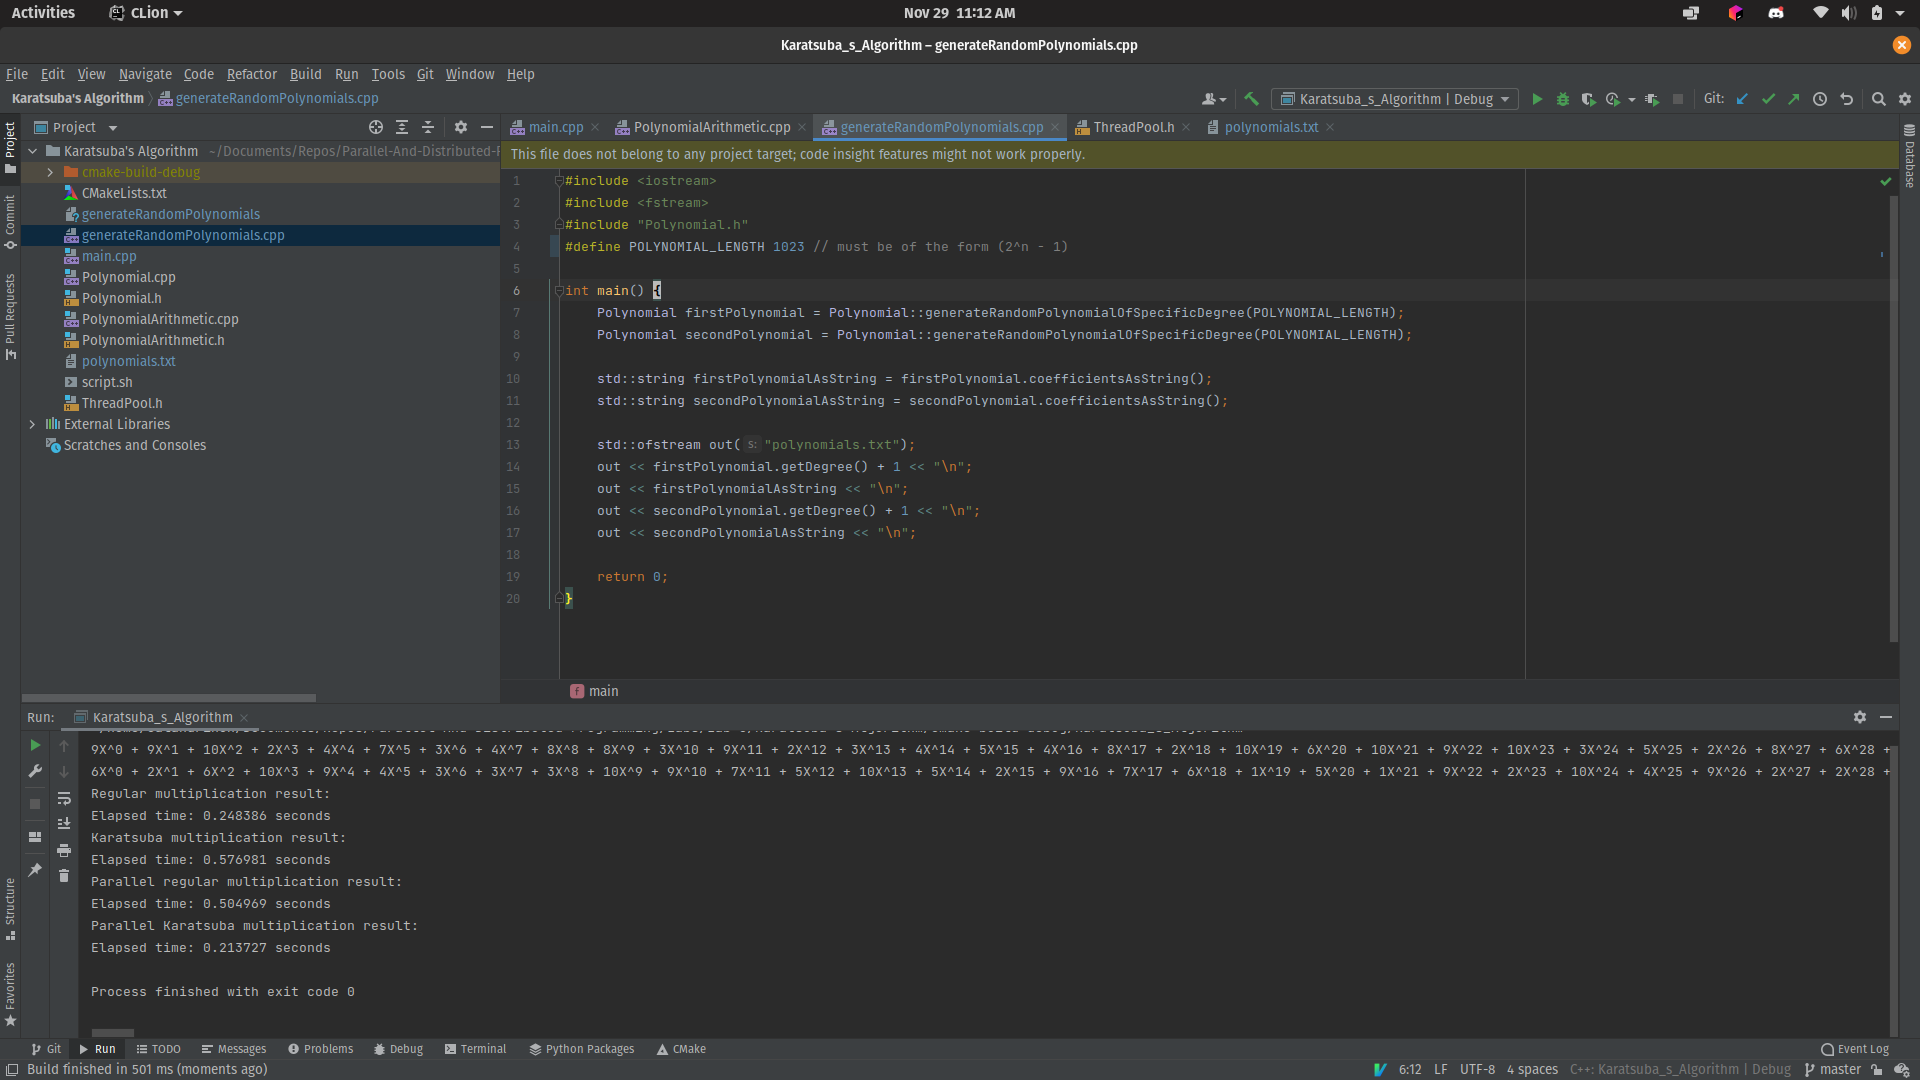 Activities CLion Nov 29 11:12 AM
Karatsuba_s_Algorithm – generateRandomPolynomials.cpp
File Edit View Navigate Code Refactor Build Run Tools Git Window Help
Karatsuba's Algorithm generateRandomPolynomials.cpp Karatsuba_s_Algorithm | Debug Git:
Project
main.cpp PolynomialArithmetic.cpp generateRandomPolynomials.cpp ThreadPool.h polynomials.txt
Karatsuba's Algorithm ~/Documents/Repos/Parallel-And-Distributed-P
cmake-build-debug
CMakeLists.txt
generateRandomPolynomials
generateRandomPolynomials.cpp
main.cpp
Polynomial.cpp
Polynomial.h
PolynomialArithmetic.cpp
PolynomialArithmetic.h
polynomials.txt
script.sh
ThreadPool.h
External Libraries
Scratches and Consoles
Project
Commit
Pull Requests
Structure
Favorites
Database
This file does not belong to any project target; code insight features might not work properly.
1 #include <iostream>
2 #include <fstream>
3 #include "Polynomial.h"
4 #define POLYNOMIAL_LENGTH 1023 // must be of the form (2^n - 1)
5
6 int main() {
7 Polynomial firstPolynomial = Polynomial::generateRandomPolynomialOfSpecificDegree(POLYNOMIAL_LENGTH);
8 Polynomial secondPolynomial = Polynomial::generateRandomPolynomialOfSpecificDegree(POLYNOMIAL_LENGTH);
9
10 std::string firstPolynomialAsString = firstPolynomial.coefficientsAsString();
11 std::string secondPolynomialAsString = secondPolynomial.coefficientsAsString();
12
13 std::ofstream out( s: "polynomials.txt");
14 out << firstPolynomial.getDegree() + 1 << "\n";
15 out << firstPolynomialAsString << "\n";
16 out << secondPolynomial.getDegree() + 1 << "\n";
17 out << secondPolynomialAsString << "\n";
18
19 return 0;
20 }
f main
Run: Karatsuba_s_Algorithm
9X^0 + 9X^1 + 10X^2 + 2X^3 + 4X^4 + 7X^5 + 3X^6 + 4X^7 + 8X^8 + 8X^9 + 3X^10 + 9X^11 + 2X^12 + 3X^13 + 4X^14 + 5X^15 + 4X^16 + 8X^17 + 2X^18 + 10X^19 + 6X^20 + 10X^21 + 9X^22 + 10X^23 + 3X^24 + 5X^25 + 2X^26 + 8X^27 + 6X^28 +
6X^0 + 2X^1 + 6X^2 + 10X^3 + 9X^4 + 4X^5 + 3X^6 + 3X^7 + 3X^8 + 10X^9 + 9X^10 + 7X^11 + 5X^12 + 10X^13 + 5X^14 + 2X^15 + 9X^16 + 7X^17 + 6X^18 + 1X^19 + 5X^20 + 1X^21 + 9X^22 + 2X^23 + 10X^24 + 4X^25 + 9X^26 + 2X^27 + 2X^28 +
Regular multiplication result:
Elapsed time: 0.248386 seconds
Karatsuba multiplication result:
Elapsed time: 0.576981 seconds
Parallel regular multiplication result:
Elapsed time: 0.504969 seconds
Parallel Karatsuba multiplication result:
Elapsed time: 0.213727 seconds
Process finished with exit code 0
Git Run TODO Messages Problems Debug Terminal Python Packages CMake Event Log
Build finished in 501 ms (moments ago) 6:12 LF UTF-8 4 spaces C++: Karatsuba_s_Algorithm | Debug master